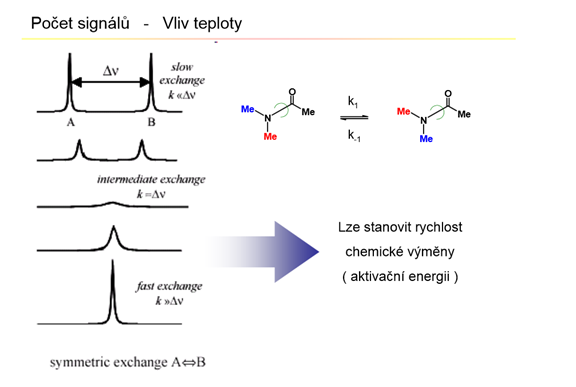 Počet signálů - Vliv teploty
Δν
slow
exchange
k «Δν
A B
intermediate exchange
k =Δν
fast exchange
k »Δν
symmetric exchange A⇔B
Me
N
Me
O
Me
k1
k-1
Me
N
Me
O
Me
Lze stanovit rychlost
chemické výměny
( aktivační energii )